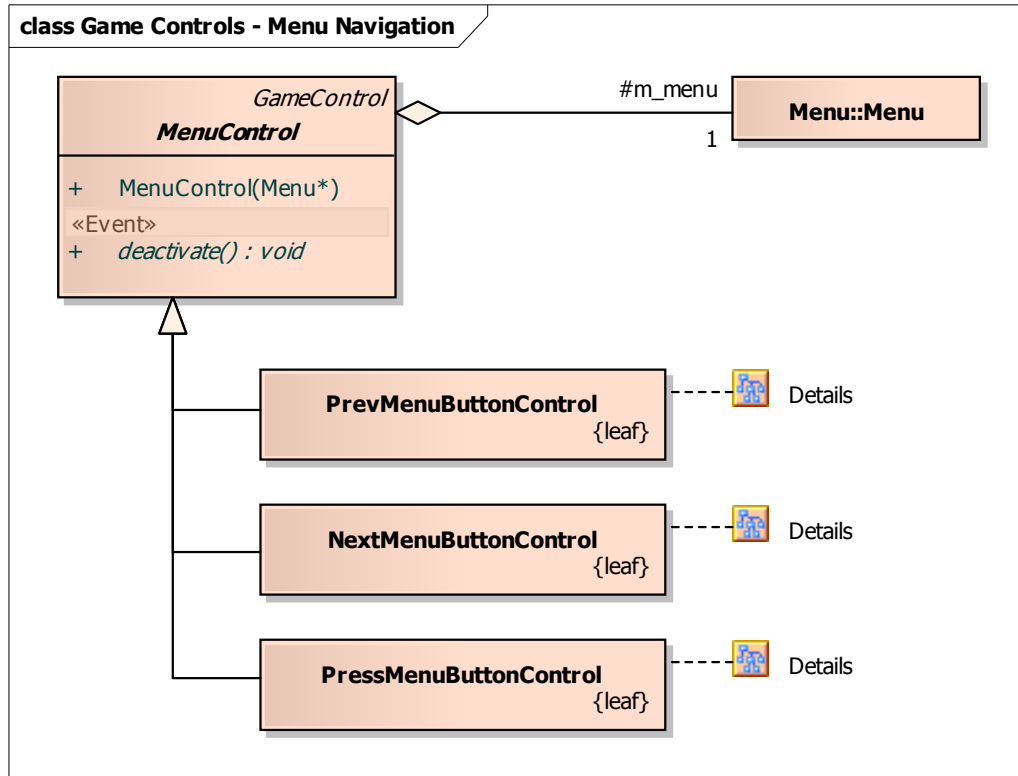 class Game Controls - Menu Navigation
GameControl
MenuControl
+ MenuControl(Menu*)
«Event»
+ deactivate() : void
#m_menu
1
Menu::Menu
PrevMenuButtonControl
{leaf}
Details
NextMenuButtonControl
{leaf}
Details
PressMenuButtonControl
{leaf}
Details